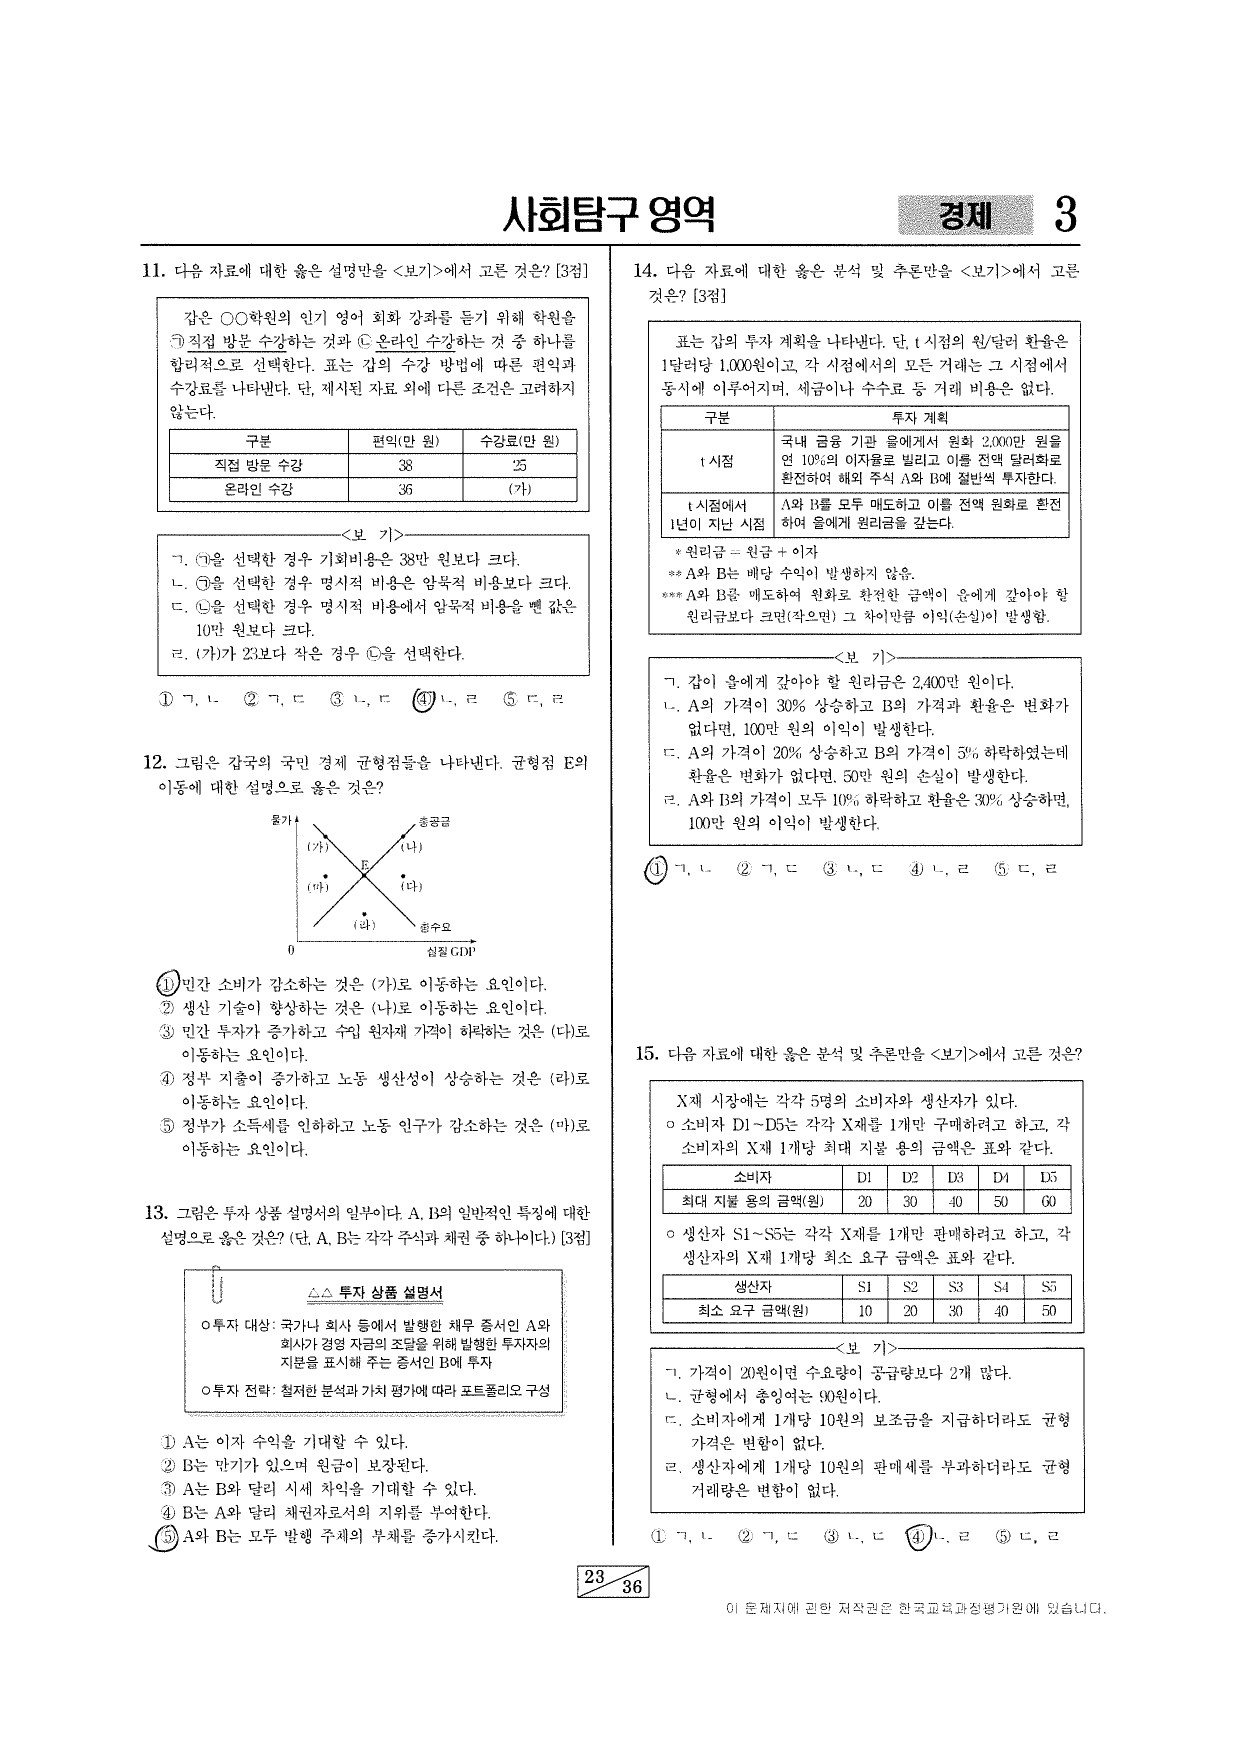 사회탐구 영역
경제
3
11. 다음 자료에 대한 옳은 설명만을 <보기>에서 고른 것은? [3점]
갑은 ○○학원의 인기 영어 회화 강좌를 듣기 위해 학원을
㉠직접 방문 수강하는 것과 ㉡온라인 수강하는 것 중 하나를
합리적으로 선택한다. 표는 갑의 수강 방법에 따른 편익과
수강료를 나타낸다. 단, 제시된 자료 외에 다른 조건은 고려하지
않는다.
구분 편익(만 원) 수강료(만 원)
직접 방문 수강 38 25
온라인 수강 36 (가)
<보 기>
ㄱ. ㉠을 선택한 경우 기회비용은 38만 원보다 크다.
ㄴ. ㉠을 선택한 경우 명시적 비용은 암묵적 비용보다 크다.
ㄷ. ㉡을 선택한 경우 명시적 비용에서 암묵적 비용을 뺀 값은
10만 원보다 크다.
ㄹ. (가)가 23보다 작은 경우 ㉡을 선택한다.
① ㄱ, ㄴ ② ㄱ, ㄷ ③ ㄴ, ㄷ ④ ㄴ, ㄹ ⑤ ㄷ, ㄹ
12. 그림은 갑국의 국민 경제 균형점들을 나타낸다. 균형점 E의
이동에 대한 설명으로 옳은 것은?
물가
총공급
(가)
(나)
E
(마)
(다)
(라)
총수요
0
실질 GDP
① 민간 소비가 감소하는 것은 (가)로 이동하는 요인이다.
② 생산 기술이 향상하는 것은 (나)로 이동하는 요인이다.
③ 민간 투자가 증가하고 수입 원자재 가격이 하락하는 것은 (다)로
이동하는 요인이다.
④ 정부 지출이 증가하고 노동 생산성이 상승하는 것은 (라)로
이동하는 요인이다.
⑤ 정부가 소득세를 인하하고 노동 인구가 감소하는 것은 (마)로
이동하는 요인이다.
13. 그림은 투자 상품 설명서의 일부이다. A, B의 일반적인 특징에 대한
설명으로 옳은 것은? (단, A, B는 각각 주식과 채권 중 하나이다.) [3점]
△△ 투자 상품 설명서
○투자 대상: 국가나 회사 등에서 발행한 채무 증서인 A와
회사가 경영 자금의 조달을 위해 발행한 투자자의
지분을 표시해 주는 증서인 B에 투자
○투자 전략: 철저한 분석과 가치 평가에 따라 포트폴리오 구성
① A는 이자 수익을 기대할 수 있다.
② B는 만기가 있으며 원금이 보장된다.
③ A는 B와 달리 시세 차익을 기대할 수 있다.
④ B는 A와 달리 채권자로서의 지위를 부여한다.
⑤ A와 B는 모두 발행 주체의 부채를 증가시킨다.
14. 다음 자료에 대한 옳은 분석 및 추론만을 <보기>에서 고른
것은? [3점]
표는 갑의 투자 계획을 나타낸다. 단, t시점의 원/달러 환율은
1달러당 1,000원이고, 각 시점에서의 모든 거래는 그 시점에서
동시에 이루어지며, 세금이나 수수료 등 거래 비용은 없다.
구분 투자 계획
t시점 국내 금융 기관 을에게서 원화 2,000만 원을
연 10%의 이자율로 빌리고 이를 전액 달러화로
환전하여 해외 주식 A와 B에 절반씩 투자한다.
t시점에서 1년이 지난 시점 A와 B를 모두 매도하고 이를 전액 원화로 환전
하여 을에게 원리금을 갚는다.
* 원리금 = 원금 + 이자
** A와 B는 배당 수익이 발생하지 않음.
*** A와 B를 매도하여 원화로 환전한 금액이 을에게 갚아야 할
원리금보다 크면(작으면) 그 차이만큼 이익(손실)이 발생함.
<보 기>
ㄱ. 갑이 을에게 갚아야 할 원리금은 2,400만 원이다.
ㄴ. A의 가격이 30% 상승하고 B의 가격과 환율은 변화가
없다면, 100만 원의 이익이 발생한다.
ㄷ. A의 가격이 20% 상승하고 B의 가격이 5% 하락하였는데
환율은 변화가 없다면, 50만 원의 손실이 발생한다.
ㄹ. A와 B의 가격이 모두 10% 하락하고 환율은 30% 상승하면,
100만 원의 이익이 발생한다.
① ㄱ, ㄴ ② ㄱ, ㄷ ③ ㄴ, ㄷ ④ ㄴ, ㄹ ⑤ ㄷ, ㄹ
15. 다음 자료에 대한 옳은 분석 및 추론만을 <보기>에서 고른 것은?
X재 시장에는 각각 5명의 소비자와 생산자가 있다.
○ 소비자 D1~D5는 각각 X재를 1개만 구매하려고 하고, 각
소비자의 X재 1개당 최대 지불 용의 금액은 표와 같다.
소비자 D1 D2 D3 D4 D5
최대 지불 용의 금액(원) 20 30 40 50 60
○ 생산자 S1~S5는 각각 X재를 1개만 판매하려고 하고, 각
생산자의 X재 1개당 최소 요구 금액은 표와 같다.
생산자 S1 S2 S3 S4 S5
최소 요구 금액(원) 10 20 30 40 50
<보 기>
ㄱ. 가격이 20원이면 수요량이 공급량보다 2개 많다.
ㄴ. 균형에서 총잉여는 90원이다.
ㄷ. 소비자에게 1개당 10원의 보조금을 지급하더라도 균형
가격은 변함이 없다.
ㄹ. 생산자에게 1개당 10원의 판매세를 부과하더라도 균형
거래량은 변함이 없다.
① ㄱ, ㄴ ② ㄱ, ㄷ ③ ㄴ, ㄷ ④ ㄴ, ㄹ ⑤ ㄷ, ㄹ
23 36
이 문제지에 관한 저작권은 한국교육과정평가원에 있습니다.